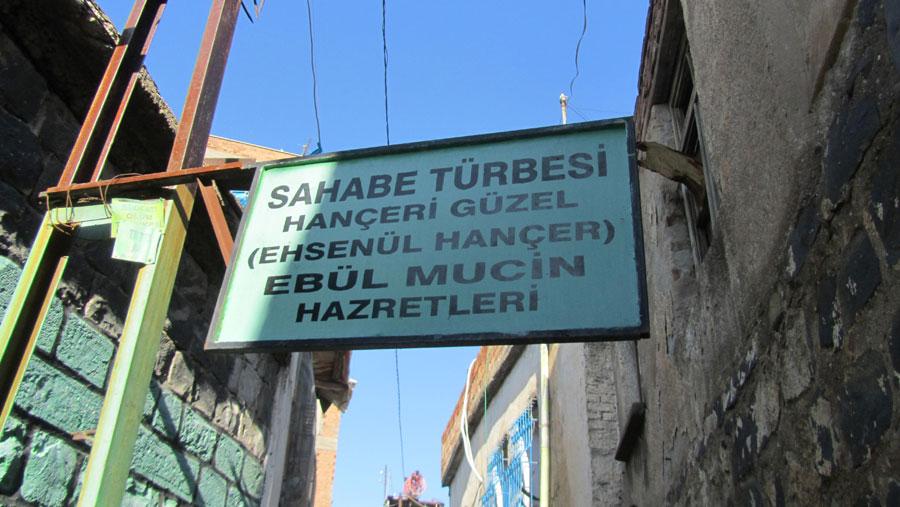 SAHABE TÜRBESİ
HANÇERİ GÜZEL
(EHSENÜL HANÇER)
EBÜL MUCİN
HAZRETLERİ